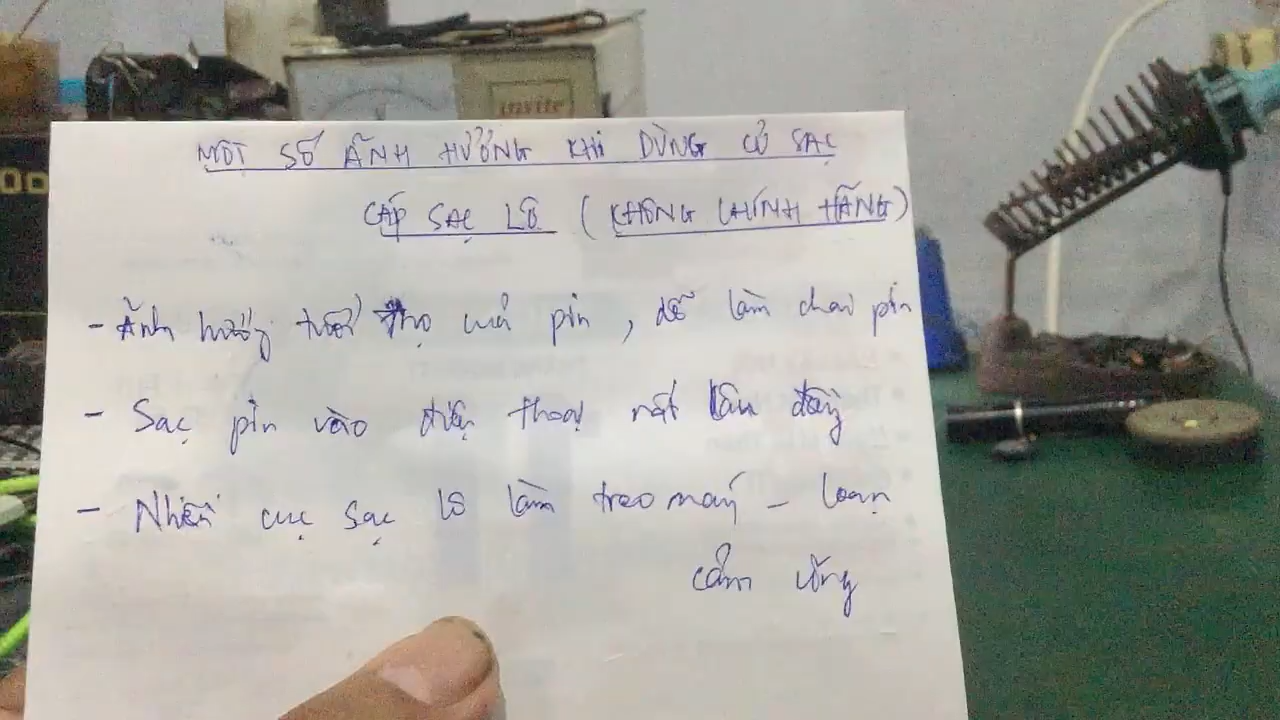 invite
MỘT SỐ ẢNH HƯỞNG KHI DÙNG CỦ SẠC
CÁP SẠC LÔ (KHÔNG CHÍNH HÃNG)
- Ảnh hưởng tuổi thọ của pin, dễ làm chai pin
- Sạc pin vào điện thoại rất lâu đầy
- Nhiều cục sạc lô làm treo máy - loạn
cảm ứng